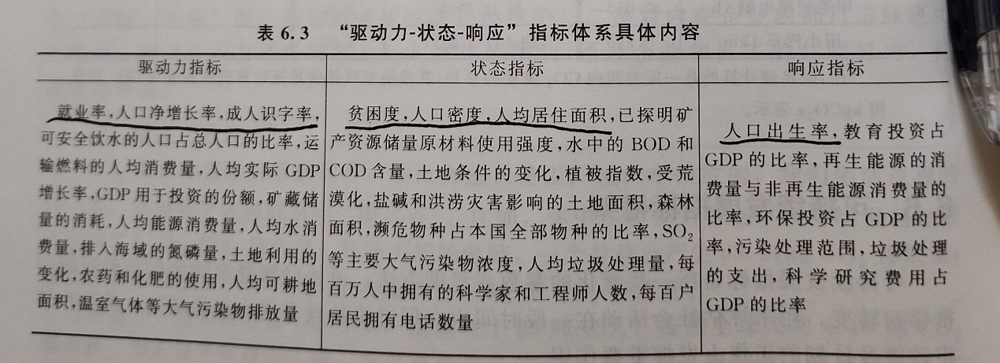 表 6.3 “驱动力-状态-响应”指标体系具体内容
驱动力指标
就业率,人口净增长率,成人识字率,
可安全饮水的人口占总人口的比率,运
输燃料的人均消费量,人均实际 GDP
增长率,GDP 用于投资的份额,矿藏储
量的消耗,人均能源消费量,人均水消
费量,排入海域的氮磷量,土地利用的
变化,农药和化肥的使用,人均可耕地
面积,温室气体等大气污染物排放量
状态指标
贫困度,人口密度,人均居住面积,已探明矿
产资源储量原材料使用强度,水中的 BOD 和
COD 含量,土地条件的变化,植被指数,受荒
漠化,盐碱和洪涝灾害影响的土地面积,森林
面积,濒危物种占本国全部物种的比率,SO₂
等主要大气污染物浓度,人均垃圾处理量,每
百万人中拥有的科学家和工程师人数,每百户
居民拥有电话数量
响应指标
人口出生率,教育投资占
GDP 的比率,再生能源的消
费量与非再生能源消费量的
比率,环保投资占 GDP 的比
率,污染处理范围,垃圾处理
的支出,科学研究费用占
GDP 的比率